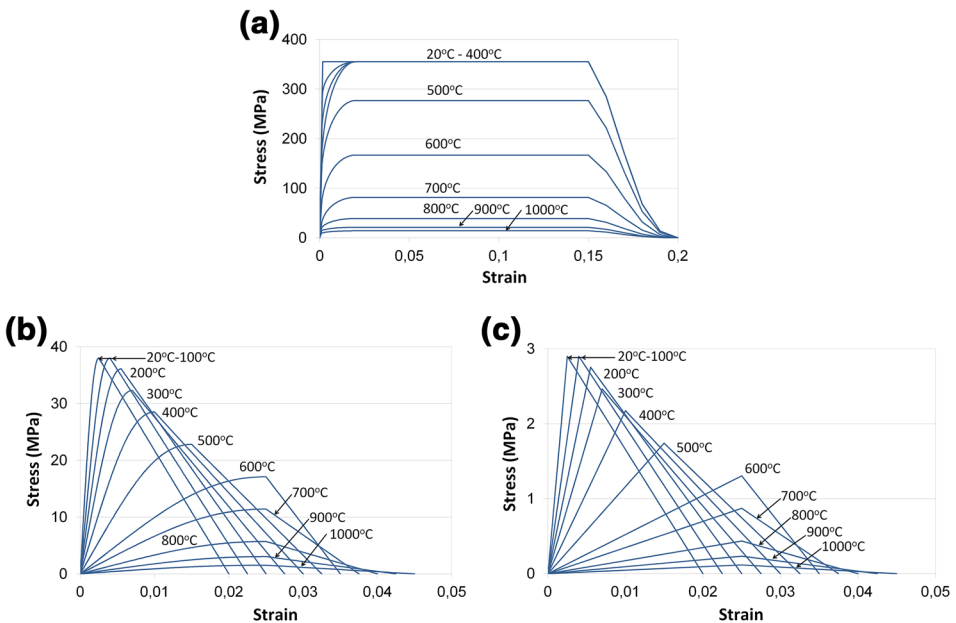 (a)
400
300
200
100
0
Stress (MPa)
20°C - 400°C
500°C
600°C
700°C
800°C 900°C 1000°C
0 0,05 0,1 0,15 0,2
Strain
(b)
40
30
20
10
0
Stress (MPa)
20°C-100°C
200°C
300°C
400°C
500°C
600°C
700°C
900°C
1000°C
800°C
0 0,01 0,02 0,03 0,04 0,05
Strain
(c)
3
2
1
0
Stress (MPa)
20°C-100°C
200°C
300°C
400°C
500°C
600°C
700°C
800°C
900°C
1000°C
0 0,01 0,02 0,03 0,04 0,05
Strain